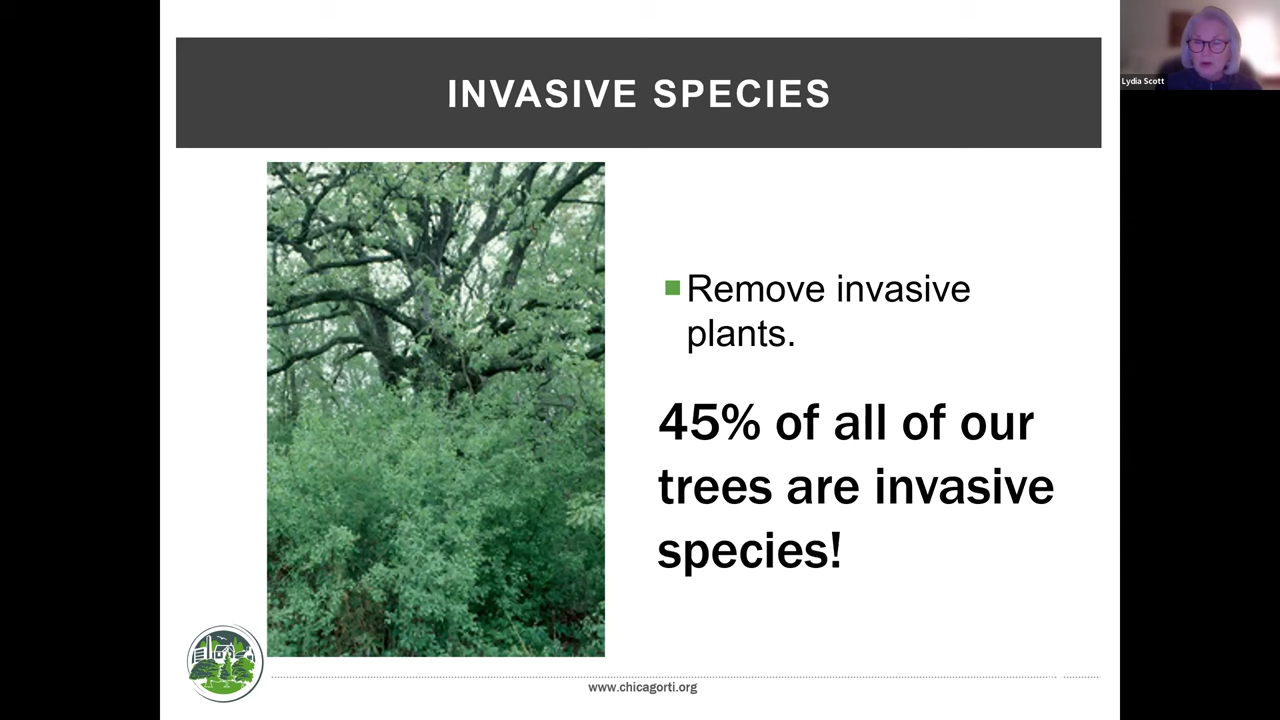 Lydia Scott
INVASIVE SPECIES
Remove invasive
plants.
45% of all of our
trees are invasive
species!
www.chicagorti.org